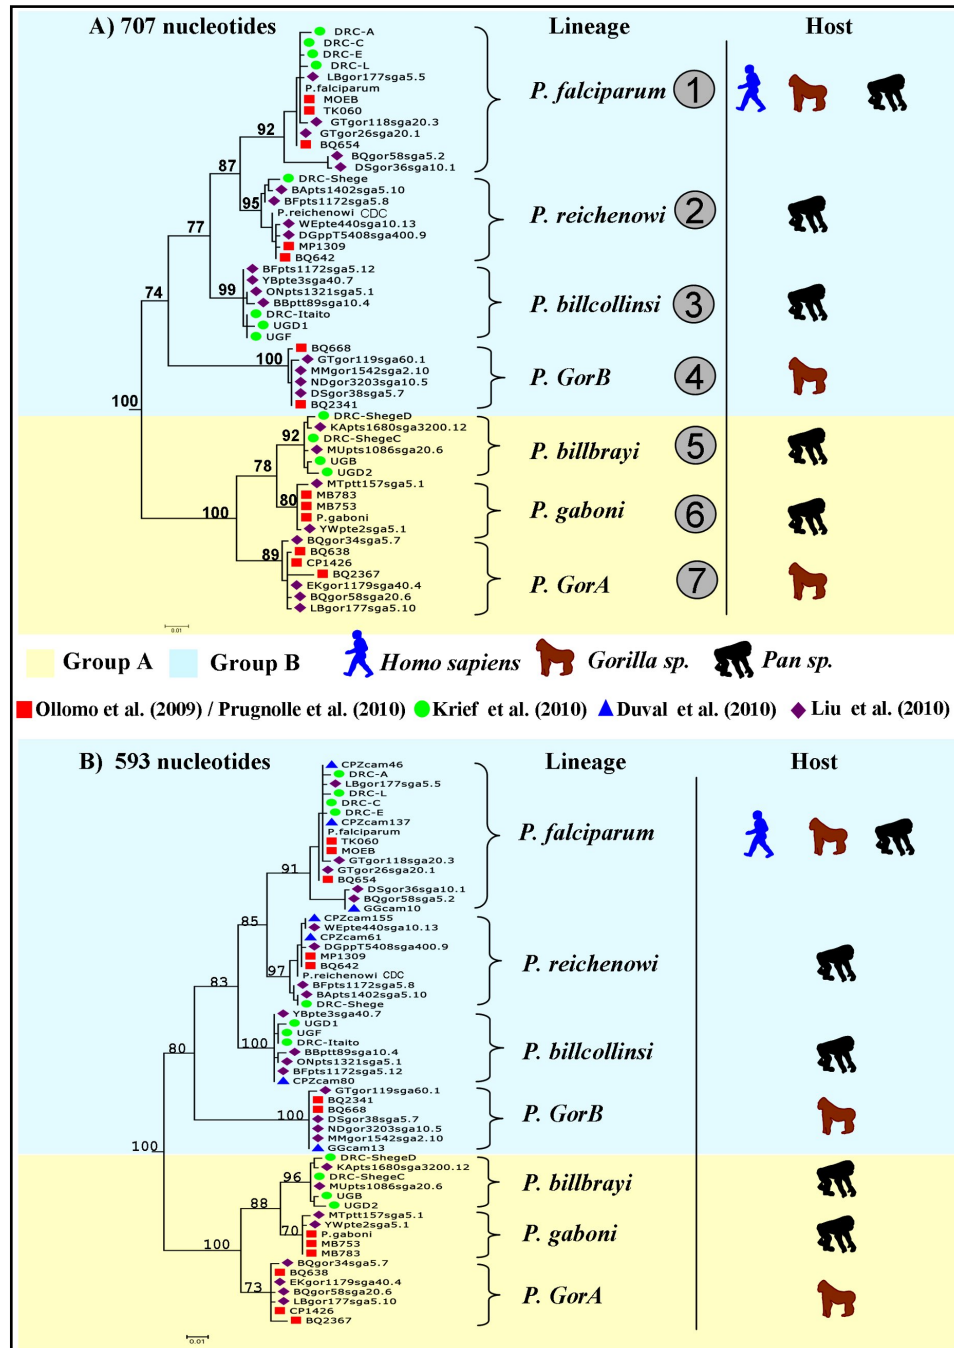 A) 707 nucleotides
Lineage
Host
DRC-A
DRC-C
DRC-E
DRC-L
LBgor177sga5.5
P.falciparum
MOEB
TK060
GTgor118sga20.3
GTgor26sga20.1
BQ654
BQgor58sga5.2
DSgor36sga10.1
92
P. falciparum
1
87
DRC-Shege
BApts1402sga5.10
BFpts1172sga5.8
P.reichenowi CDC
WEpte440sga10.13
DGppT5408sga400.9
MP1309
BQ642
95
P. reichenowi
2
77
BFpts1172sga5.12
YBpte3sga40.7
ONpts1321sga5.1
BBptt89sga10.4
DRC-Itaito
UGD1
UGF
99
P. billcollinsi
3
74
BQ668
GTgor119sga60.1
MMgor1542sga2.10
NDgor3203sga10.5
DSgor38sga5.7
BQ2341
100
P. GorB
4
100
DRC-ShegeD
KApts1680sga3200.12
DRC-ShegeC
MUpts1086sga20.6
UGB
UGD2
92
P. billbrayi
5
78
MTptt157sga5.1
MB783
MB753
P.gaboni
YWpte2sga5.1
80
P. gaboni
6
100
BQgor34sga5.7
BQ638
CP1426
BQ2367
EKgor1179sga40.4
BQgor58sga20.6
LBgor177sga5.10
89
P. GorA
7
0.01
Group A Group B Homo sapiens Gorilla sp. Pan sp.
Ollomo et al. (2009) / Prugnolle et al. (2010) Krief et al. (2010) Duval et al. (2010) Liu et al. (2010)
B) 593 nucleotides
Lineage
Host
CPZcam46
DRC-A
LBgor177sga5.5
DRC-L
DRC-C
DRC-E
CPZcam137
P.falciparum
TK060
MOEB
GTgor118sga20.3
GTgor26sga20.1
BQ654
DSgor36sga10.1
BQgor58sga5.2
GGcam10
91
P. falciparum
85
CPZcam155
WEpte440sga10.13
CPZcam61
DGppT5408sga400.9
MP1309
BQ642
P.reichenowi CDC
BFpts1172sga5.8
BApts1402sga5.10
DRC-Shege
97
P. reichenowi
83
YBpte3sga40.7
UGD1
UGF
DRC-Itaito
BBptt89sga10.4
ONpts1321sga5.1
BFpts1172sga5.12
CPZcam80
100
P. billcollinsi
80
GTgor119sga60.1
BQ2341
BQ668
DSgor38sga5.7
NDgor3203sga10.5
MMgor1542sga2.10
GGcam13
100
P. GorB
100
DRC-ShegeD
KApts1680sga3200.12
DRC-ShegeC
MUpts1086sga20.6
UGB
UGD2
96
P. billbrayi
88
MTptt157sga5.1
YWpte2sga5.1
P.gaboni
MB753
MB783
70
P. gaboni
100
BQgor34sga5.7
BQ638
EKgor1179sga40.4
BQgor58sga20.6
LBgor177sga5.10
CP1426
BQ2367
73
P. GorA
0.01